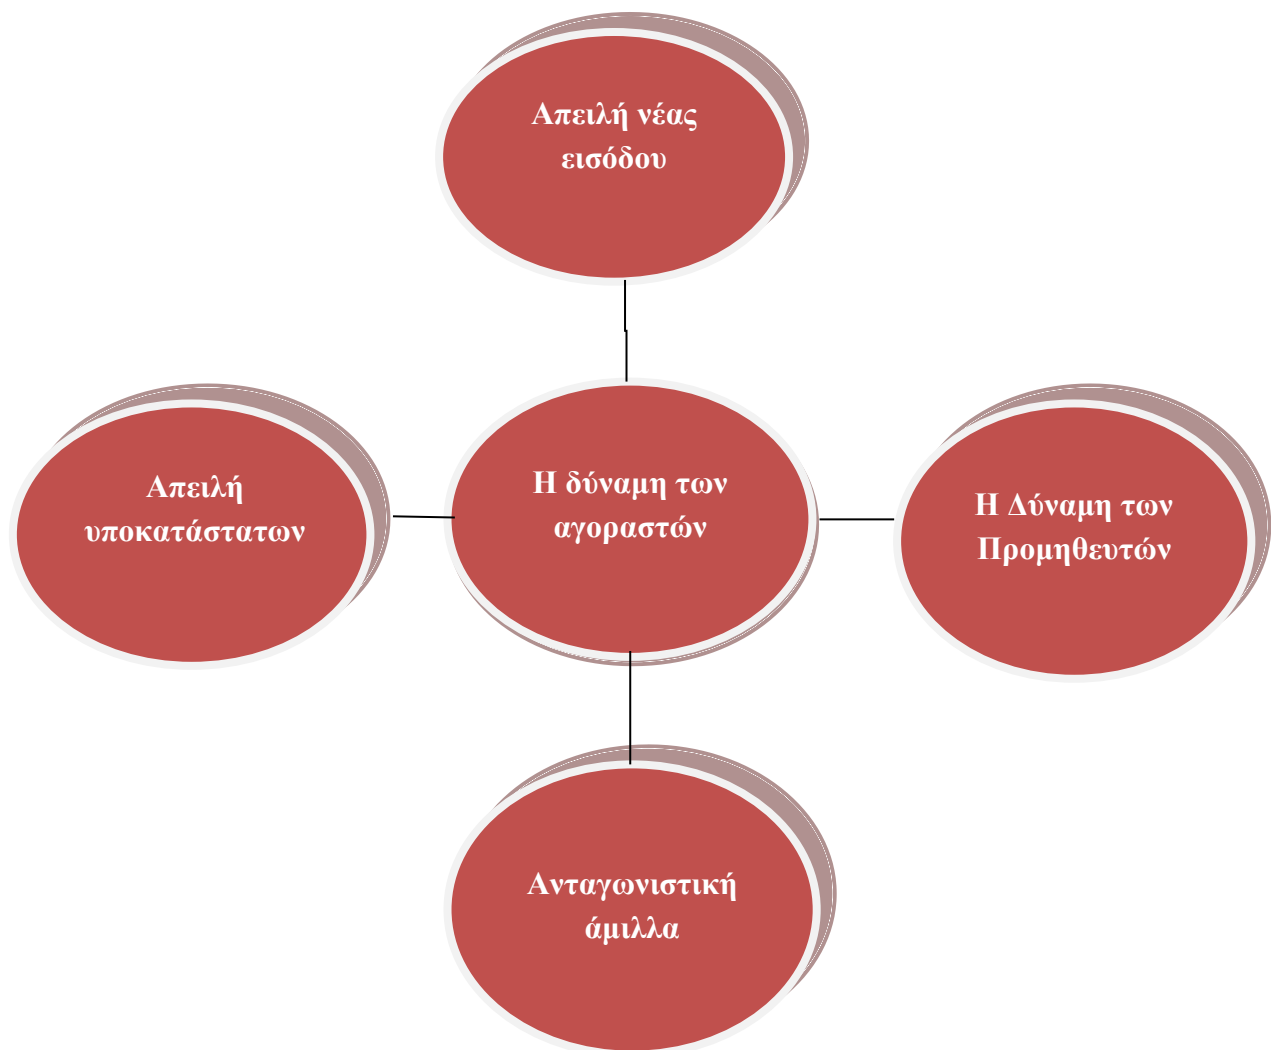 Απειλή νέας
εισόδου
Απειλή
υποκατάστατων
Η δύναμη των
αγοραστών
Η Δύναμη των
Προμηθευτών
Ανταγωνιστική
άμιλλα